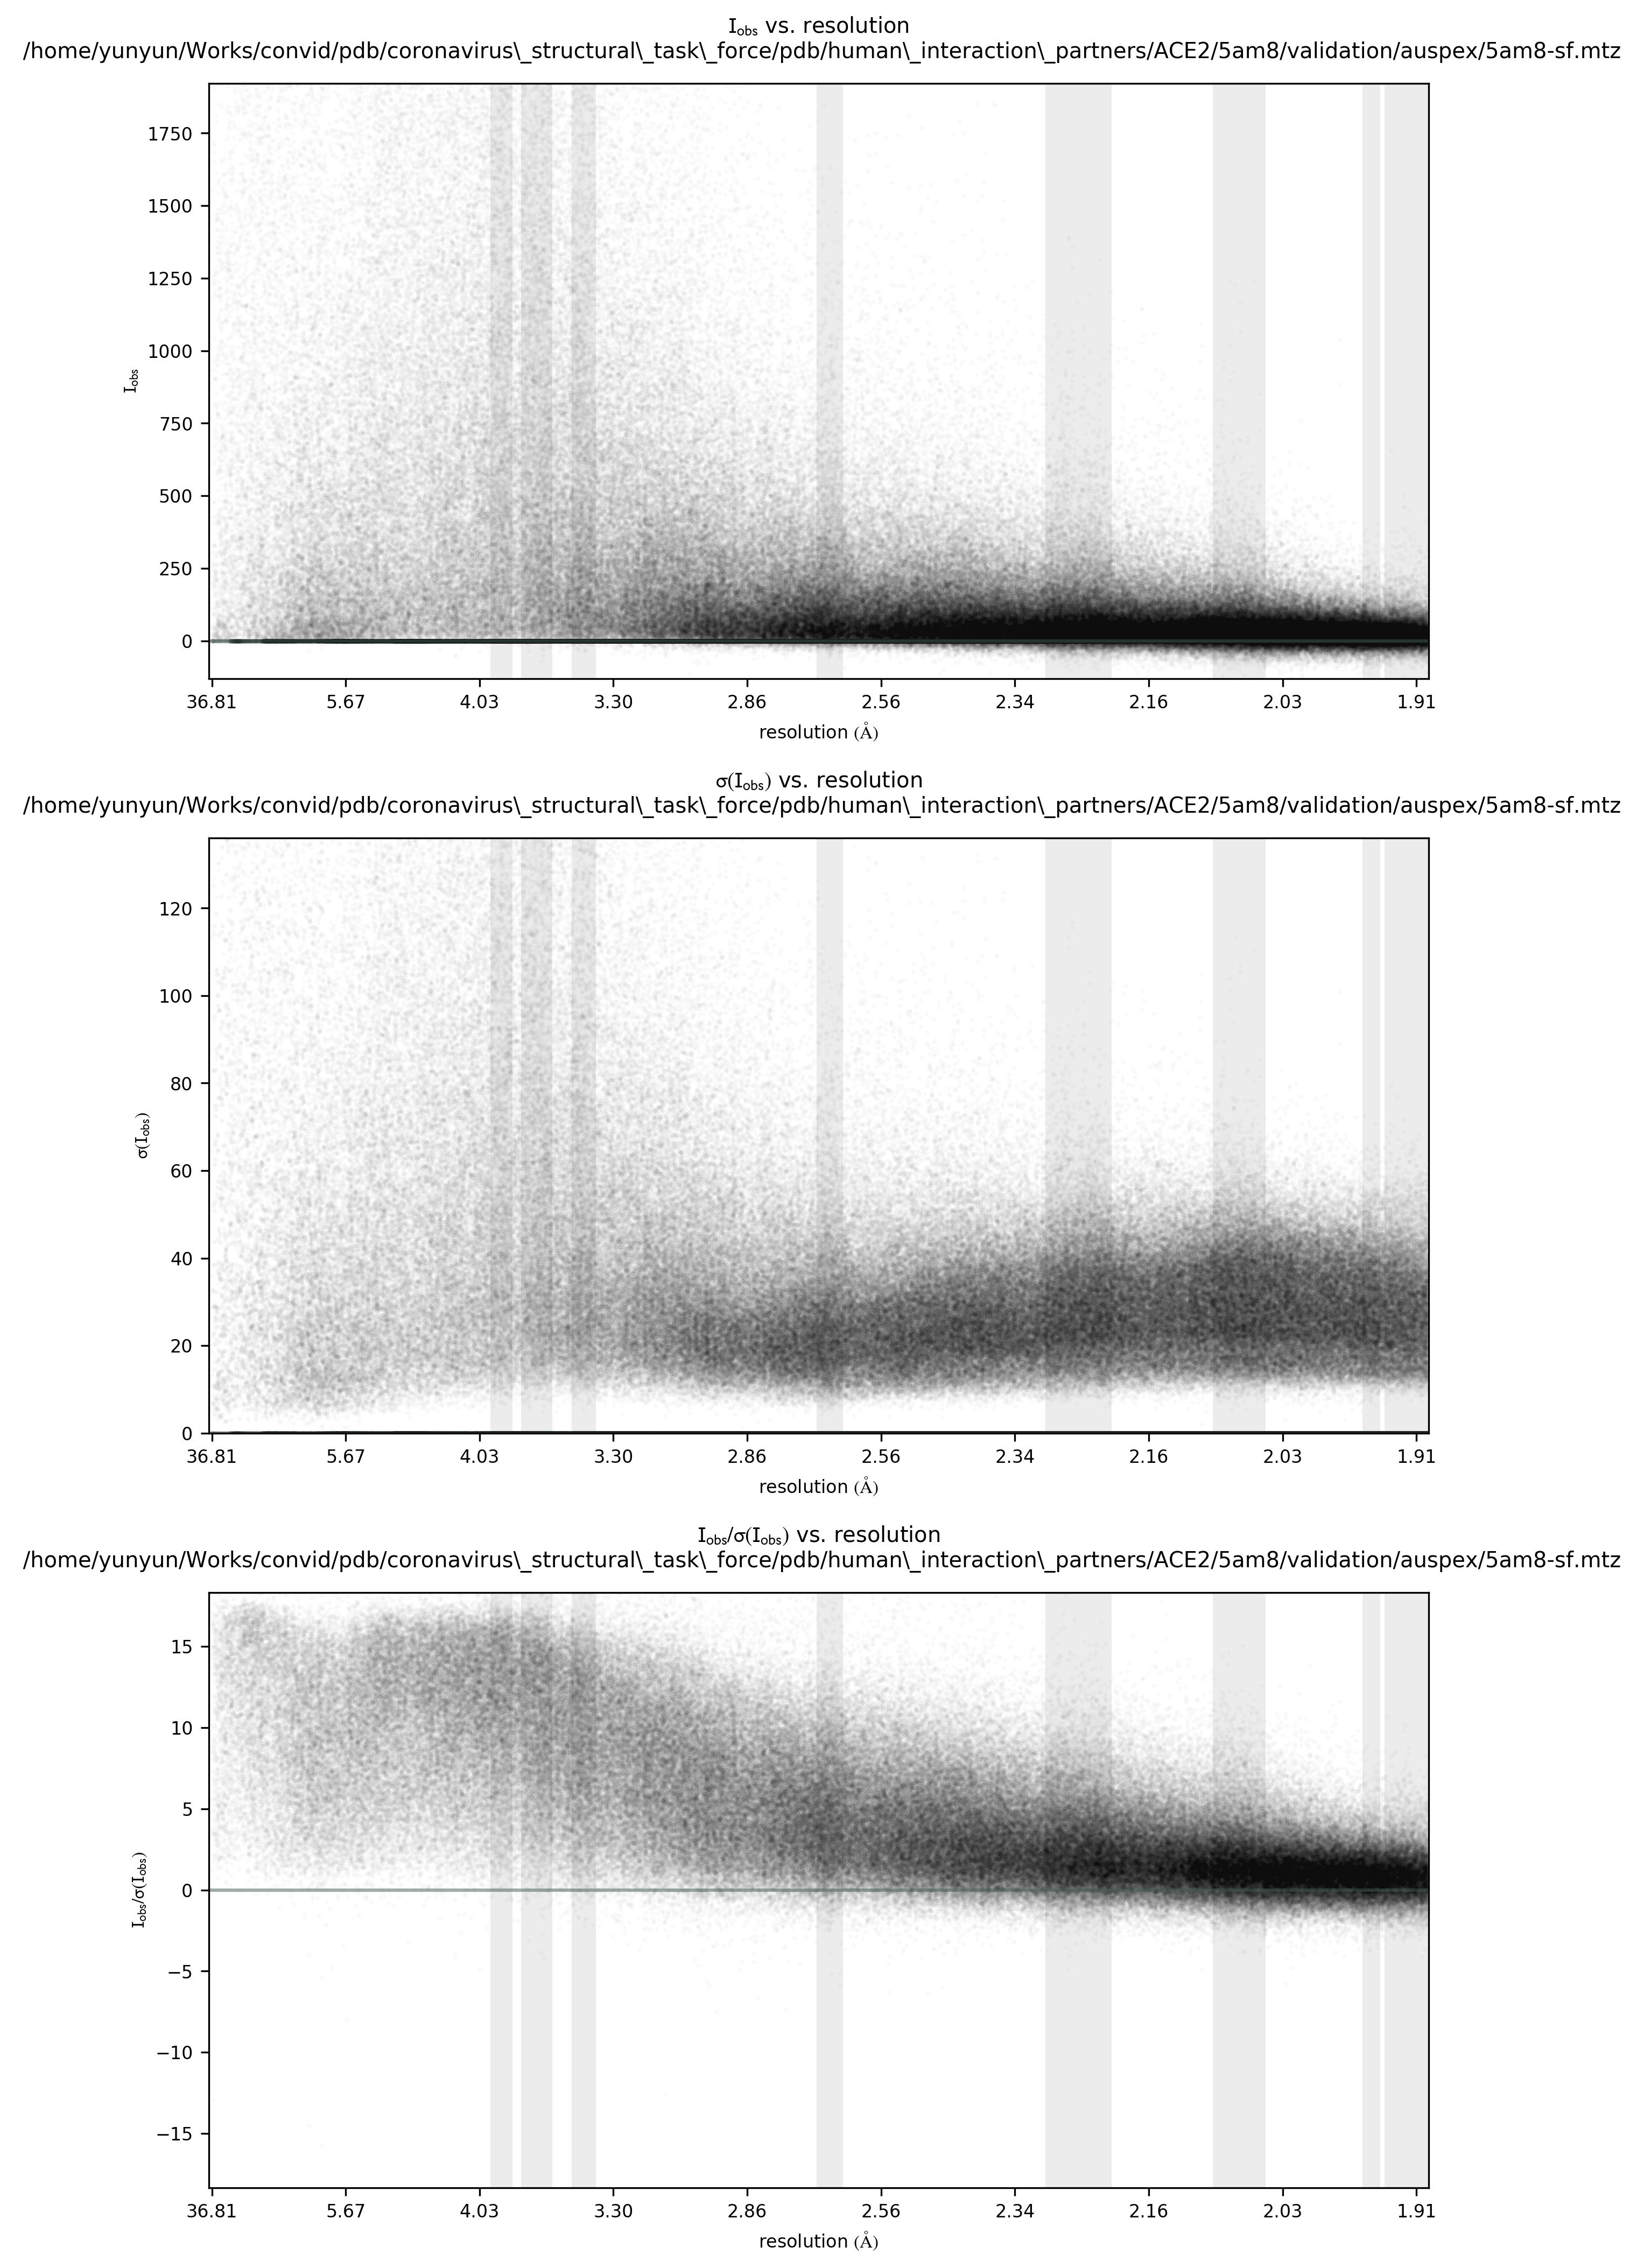 I_obs vs. resolution
/home/yunyun/Works/convid/pdb/coronavirus\_structural\_task\_force/pdb/human\_interaction\_partners/ACE2/5am8/validation/auspex/5am8-sf.mtz
1750
1500
1250
1000
750
500
250
0
I_obs
36.81 5.67 4.03 3.30 2.86 2.56 2.34 2.16 2.03 1.91
resolution (Å)
σ(I_obs) vs. resolution
/home/yunyun/Works/convid/pdb/coronavirus\_structural\_task\_force/pdb/human\_interaction\_partners/ACE2/5am8/validation/auspex/5am8-sf.mtz
120
100
80
60
40
20
0
σ(I_obs)
36.81 5.67 4.03 3.30 2.86 2.56 2.34 2.16 2.03 1.91
resolution (Å)
I_obs/σ(I_obs) vs. resolution
/home/yunyun/Works/convid/pdb/coronavirus\_structural\_task\_force/pdb/human\_interaction\_partners/ACE2/5am8/validation/auspex/5am8-sf.mtz
15
10
5
0
−5
−10
−15
I_obs/σ(I_obs)
36.81 5.67 4.03 3.30 2.86 2.56 2.34 2.16 2.03 1.91
resolution (Å)